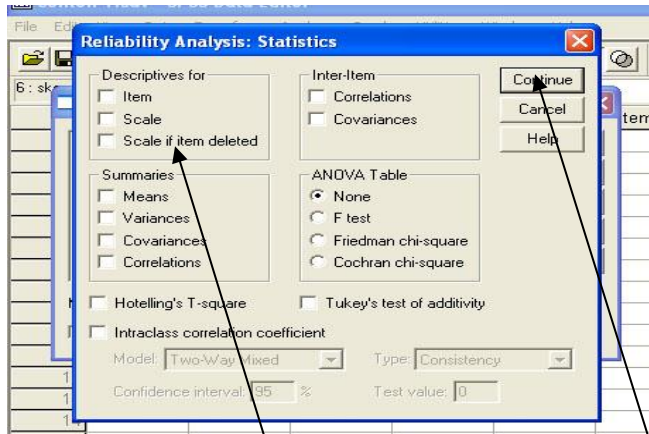 File
Reliability Analysis: Statistics
6 : sk
Descriptives for
Item
Scale
Scale if item deleted
Inter-Item
Correlations
Covariances
Continue
Cancel
Help
Summaries
Means
Variances
Covariances
Correlations
ANOVA Table
None
F test
Friedman chi-square
Cochran chi-square
Hotelling's T-square
Tukey's test of additivity
Intraclass correlation coefficient
Model: Two-Way Mixed
Type: Consistency
Confidence interval: 95 %
Test value: 0